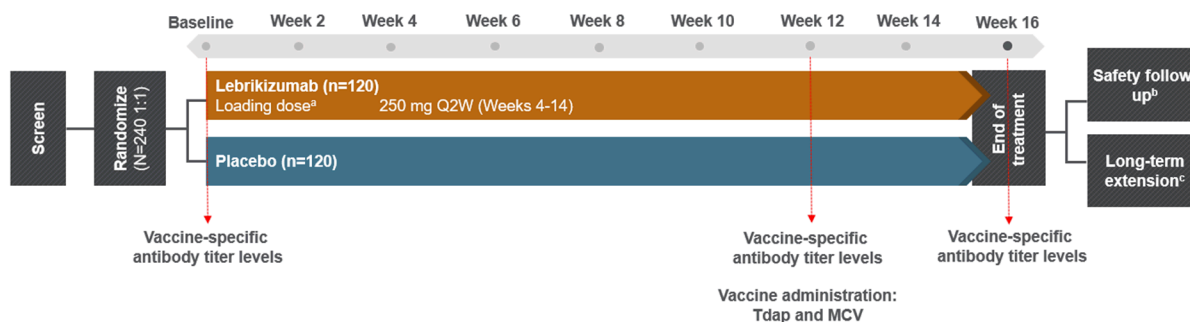 Baseline
Week 2
Week 4
Week 6
Week 8
Week 10
Week 12
Week 14
Week 16
Screen
Randomize
(N=240 1:1)
Lebrikizumab (n=120)
Loading doseᵃ 250 mg Q2W (Weeks 4-14)
Placebo (n=120)
End of
treatment
Safety follow
upᵇ
Long-term
extensionᶜ
Vaccine-specific
antibody titer levels
Vaccine-specific
antibody titer levels
Vaccine administration:
Tdap and MCV
Vaccine-specific
antibody titer levels